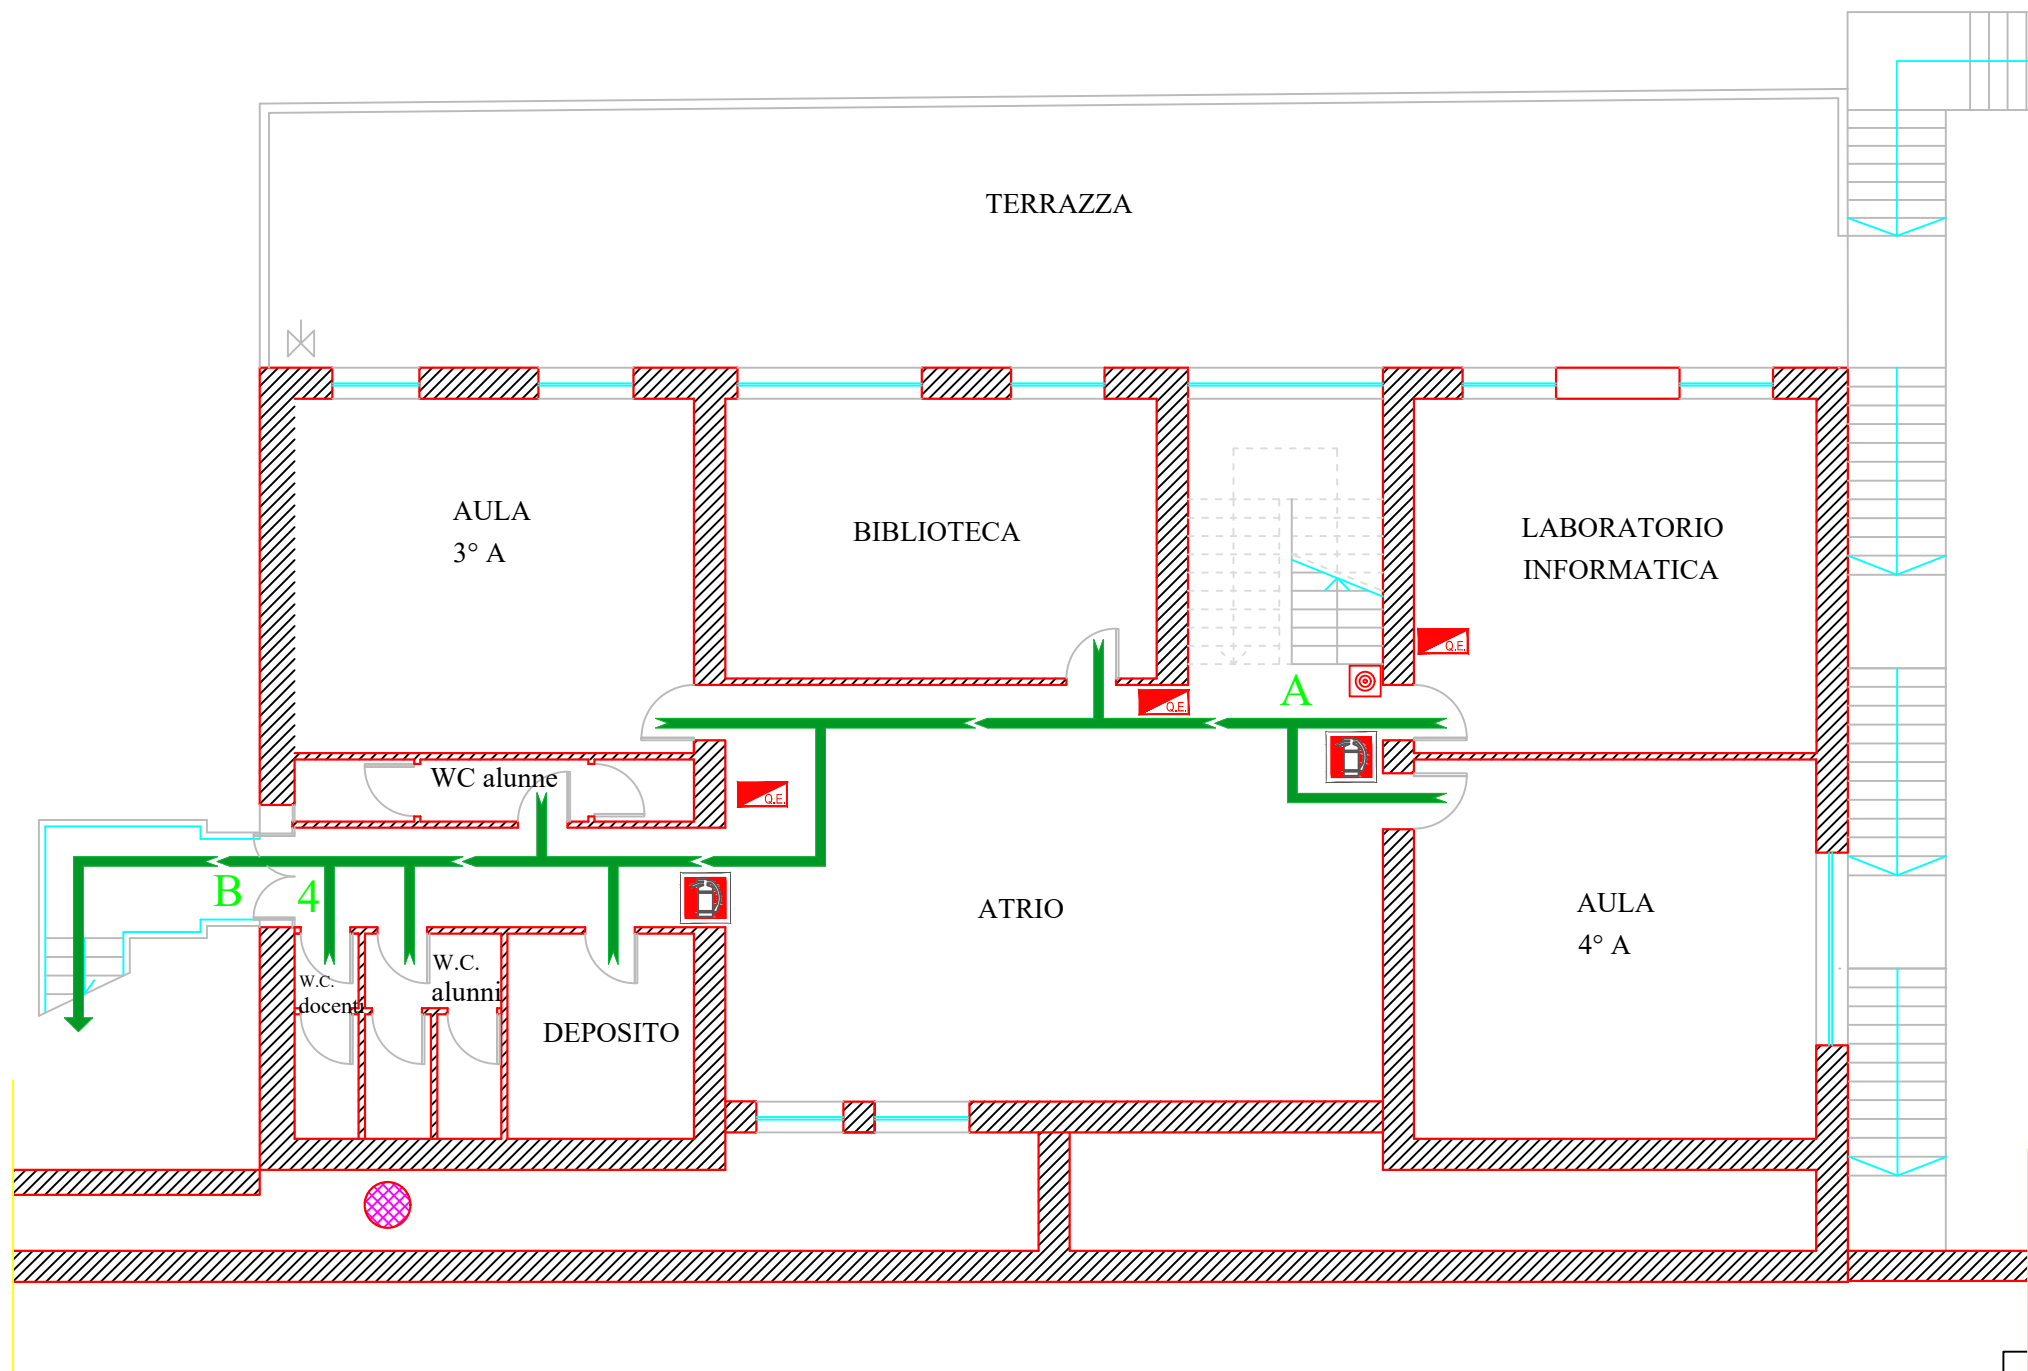 TERRAZZA
AULA
3° A
BIBLIOTECA
LABORATORIO
INFORMATICA
Q.E.
A
Q.E.
WC alunne
Q.E.
B
4
ATRIO
AULA
4° A
W.C.
docenti
W.C.
alunni
DEPOSITO